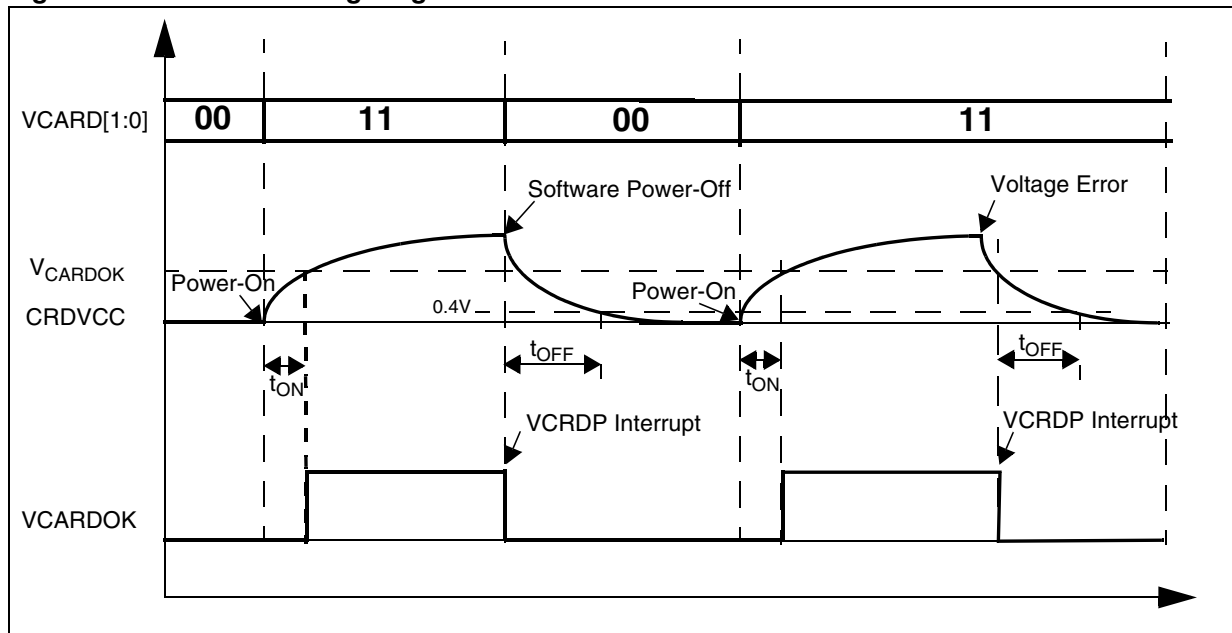 VCARD[1:0] 00 11 00 11
Software Power-Off Voltage Error
VCARDOK
Power-On Power-On
CRDVCC 0.4V
tON tOFF tON tOFF
VCRDP Interrupt VCRDP Interrupt
VCARDOK